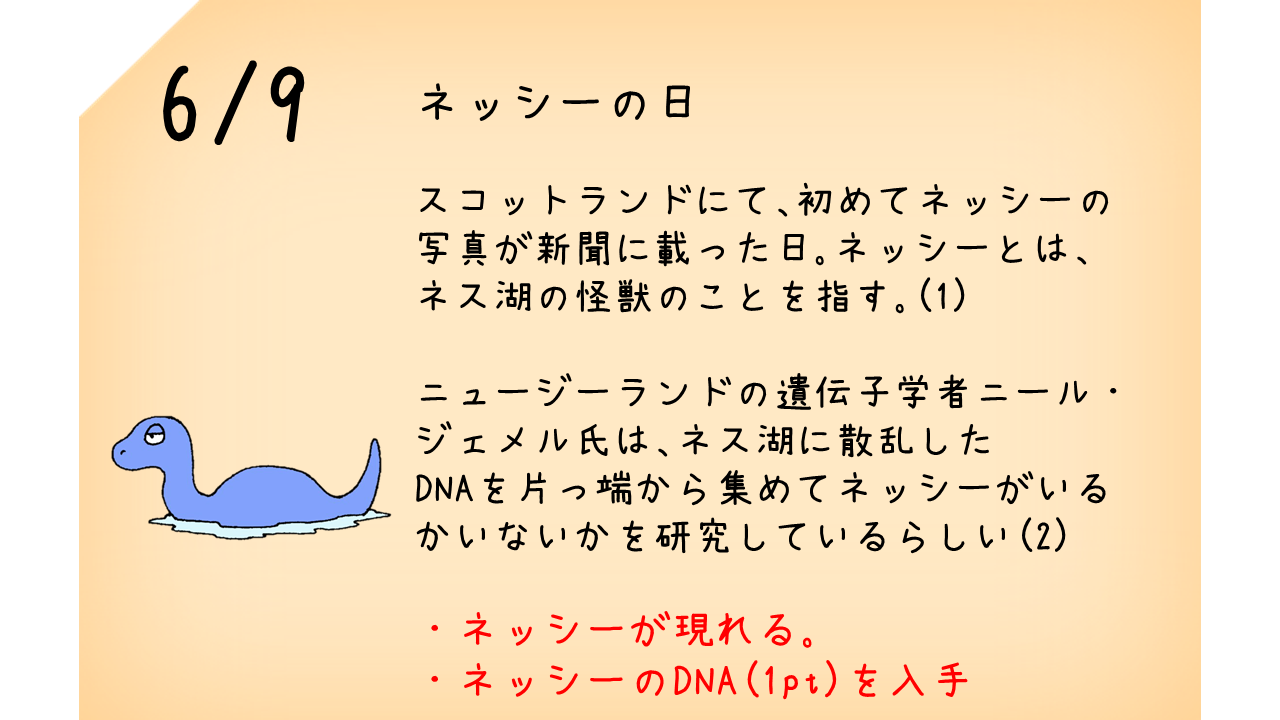 6/9
ネッシーの日
スコットランドにて、初めてネッシーの
写真が新聞に載った日。ネッシーとは、
ネス湖の怪獣のことを指す。(1)
ニュージーランドの遺伝子学者ニール・
ジェメル氏は、ネス湖に散乱した
DNAを片っ端から集めてネッシーがいる
かいないかを研究しているらしい(2)
・ネッシーが現れる。
・ネッシーのDNA(1pt)を入手